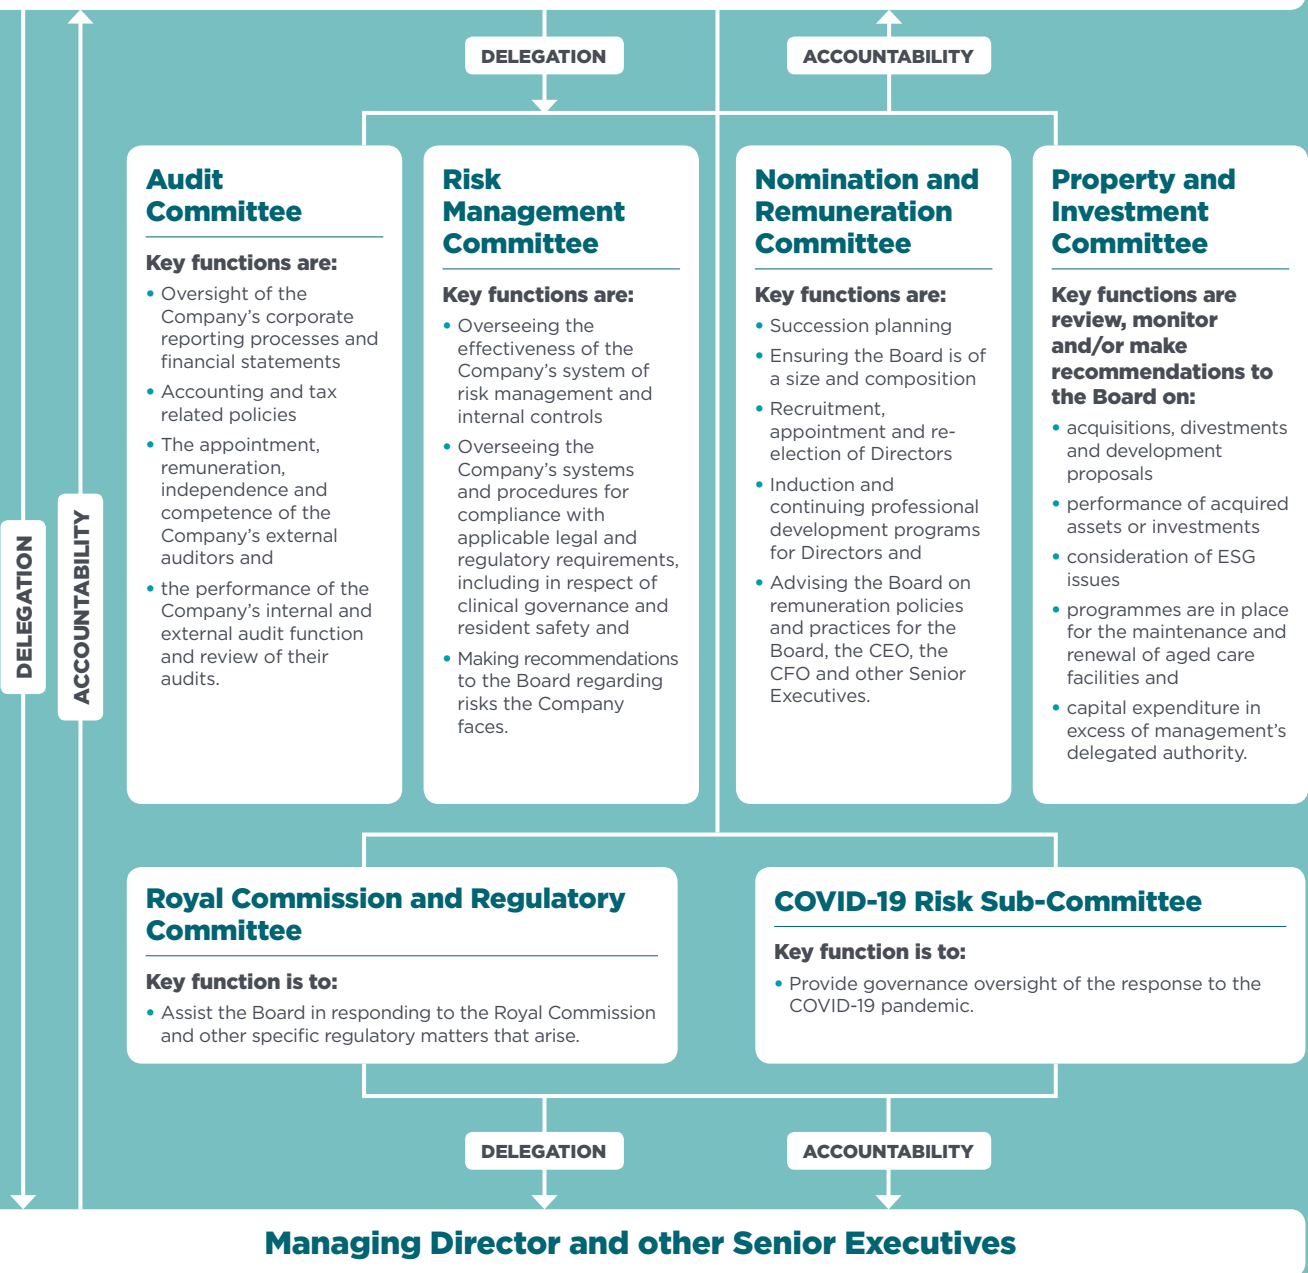 DELEGATION
ACCOUNTABILITY
Audit
Committee
Key functions are:
• Oversight of the
Company's corporate
reporting processes and
financial statements
• Accounting and tax
related policies
• The appointment,
remuneration,
independence and
competence of the
Company's external
auditors and
• the performance of the
Company's internal and
external audit function
and review of their
audits.
Risk
Management
Committee
Key functions are:
• Overseeing the
effectiveness of the
Company's system of
risk management and
internal controls
• Overseeing the
Company's systems
and procedures for
compliance with
applicable legal and
regulatory requirements,
including in respect of
clinical governance and
resident safety and
• Making recommendations
to the Board regarding
risks the Company
faces.
Nomination and
Remuneration
Committee
Key functions are:
• Succession planning
• Ensuring the Board is of
a size and composition
• Recruitment,
appointment and re-
election of Directors
• Induction and
continuing professional
development programs
for Directors and
• Advising the Board on
remuneration policies
and practices for the
Board, the CEO, the
CFO and other Senior
Executives.
Property and
Investment
Committee
Key functions are
review, monitor
and/or make
recommendations to
the Board on:
• acquisitions, divestments
and development
proposals
• performance of acquired
assets or investments
• consideration of ESG
issues
• programmes are in place
for the maintenance and
renewal of aged care
facilities and
• capital expenditure in
excess of management's
delegated authority.
DELEGATION
ACCOUNTABILITY
Royal Commission and Regulatory
Committee
Key function is to:
• Assist the Board in responding to the Royal Commission
and other specific regulatory matters that arise.
COVID-19 Risk Sub-Committee
Key function is to:
• Provide governance oversight of the response to the
COVID-19 pandemic.
DELEGATION
ACCOUNTABILITY
Managing Director and other Senior Executives